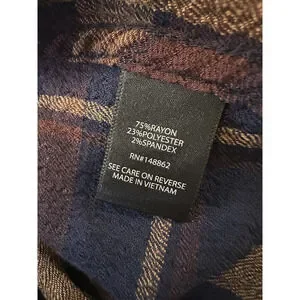 75%RAYON
23%POLYESTER
2%SPANDEX
RN#148862
SEE CARE ON REVERSE
MADE IN VIETNAM